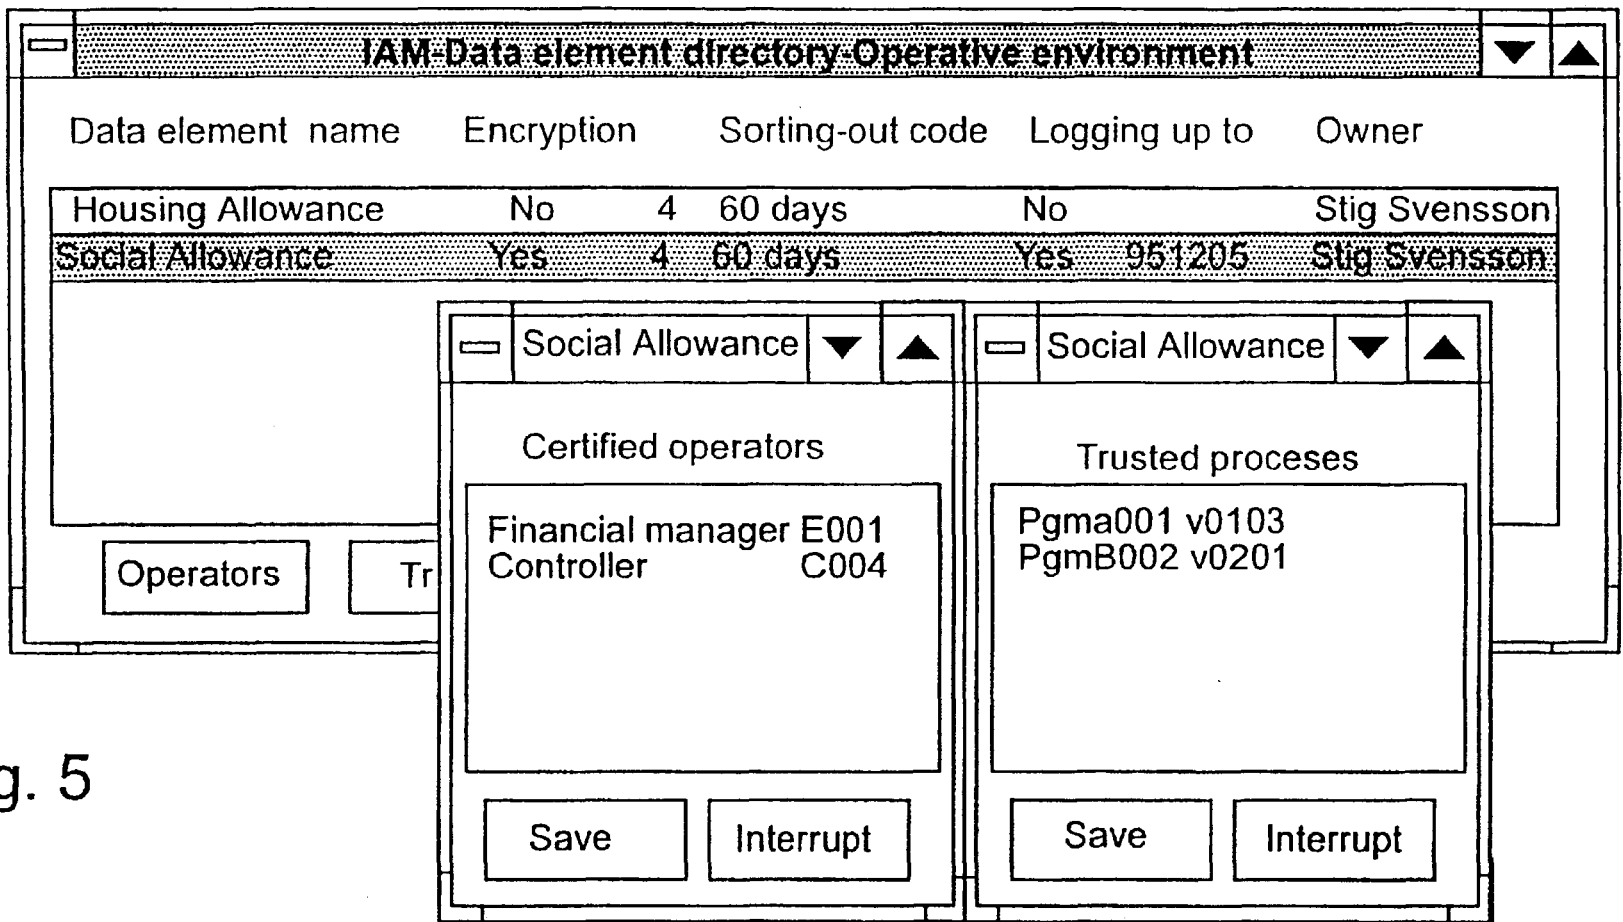 IAM-Data element directory-Operative environment
Data element name Encryption Sorting-out code Logging up to Owner
Housing Allowance No 4 60 days No Stig Svensson
Social Allowance Yes 4 60 days Yes 951205 Stig Svensson
Social Allowance
Certified operators
Financial manager E001
Controller C004
Save Interrupt
Social Allowance
Trusted proceses
Pgma001 v0103
PgmB002 v0201
Save Interrupt
Operators Tr
g. 5